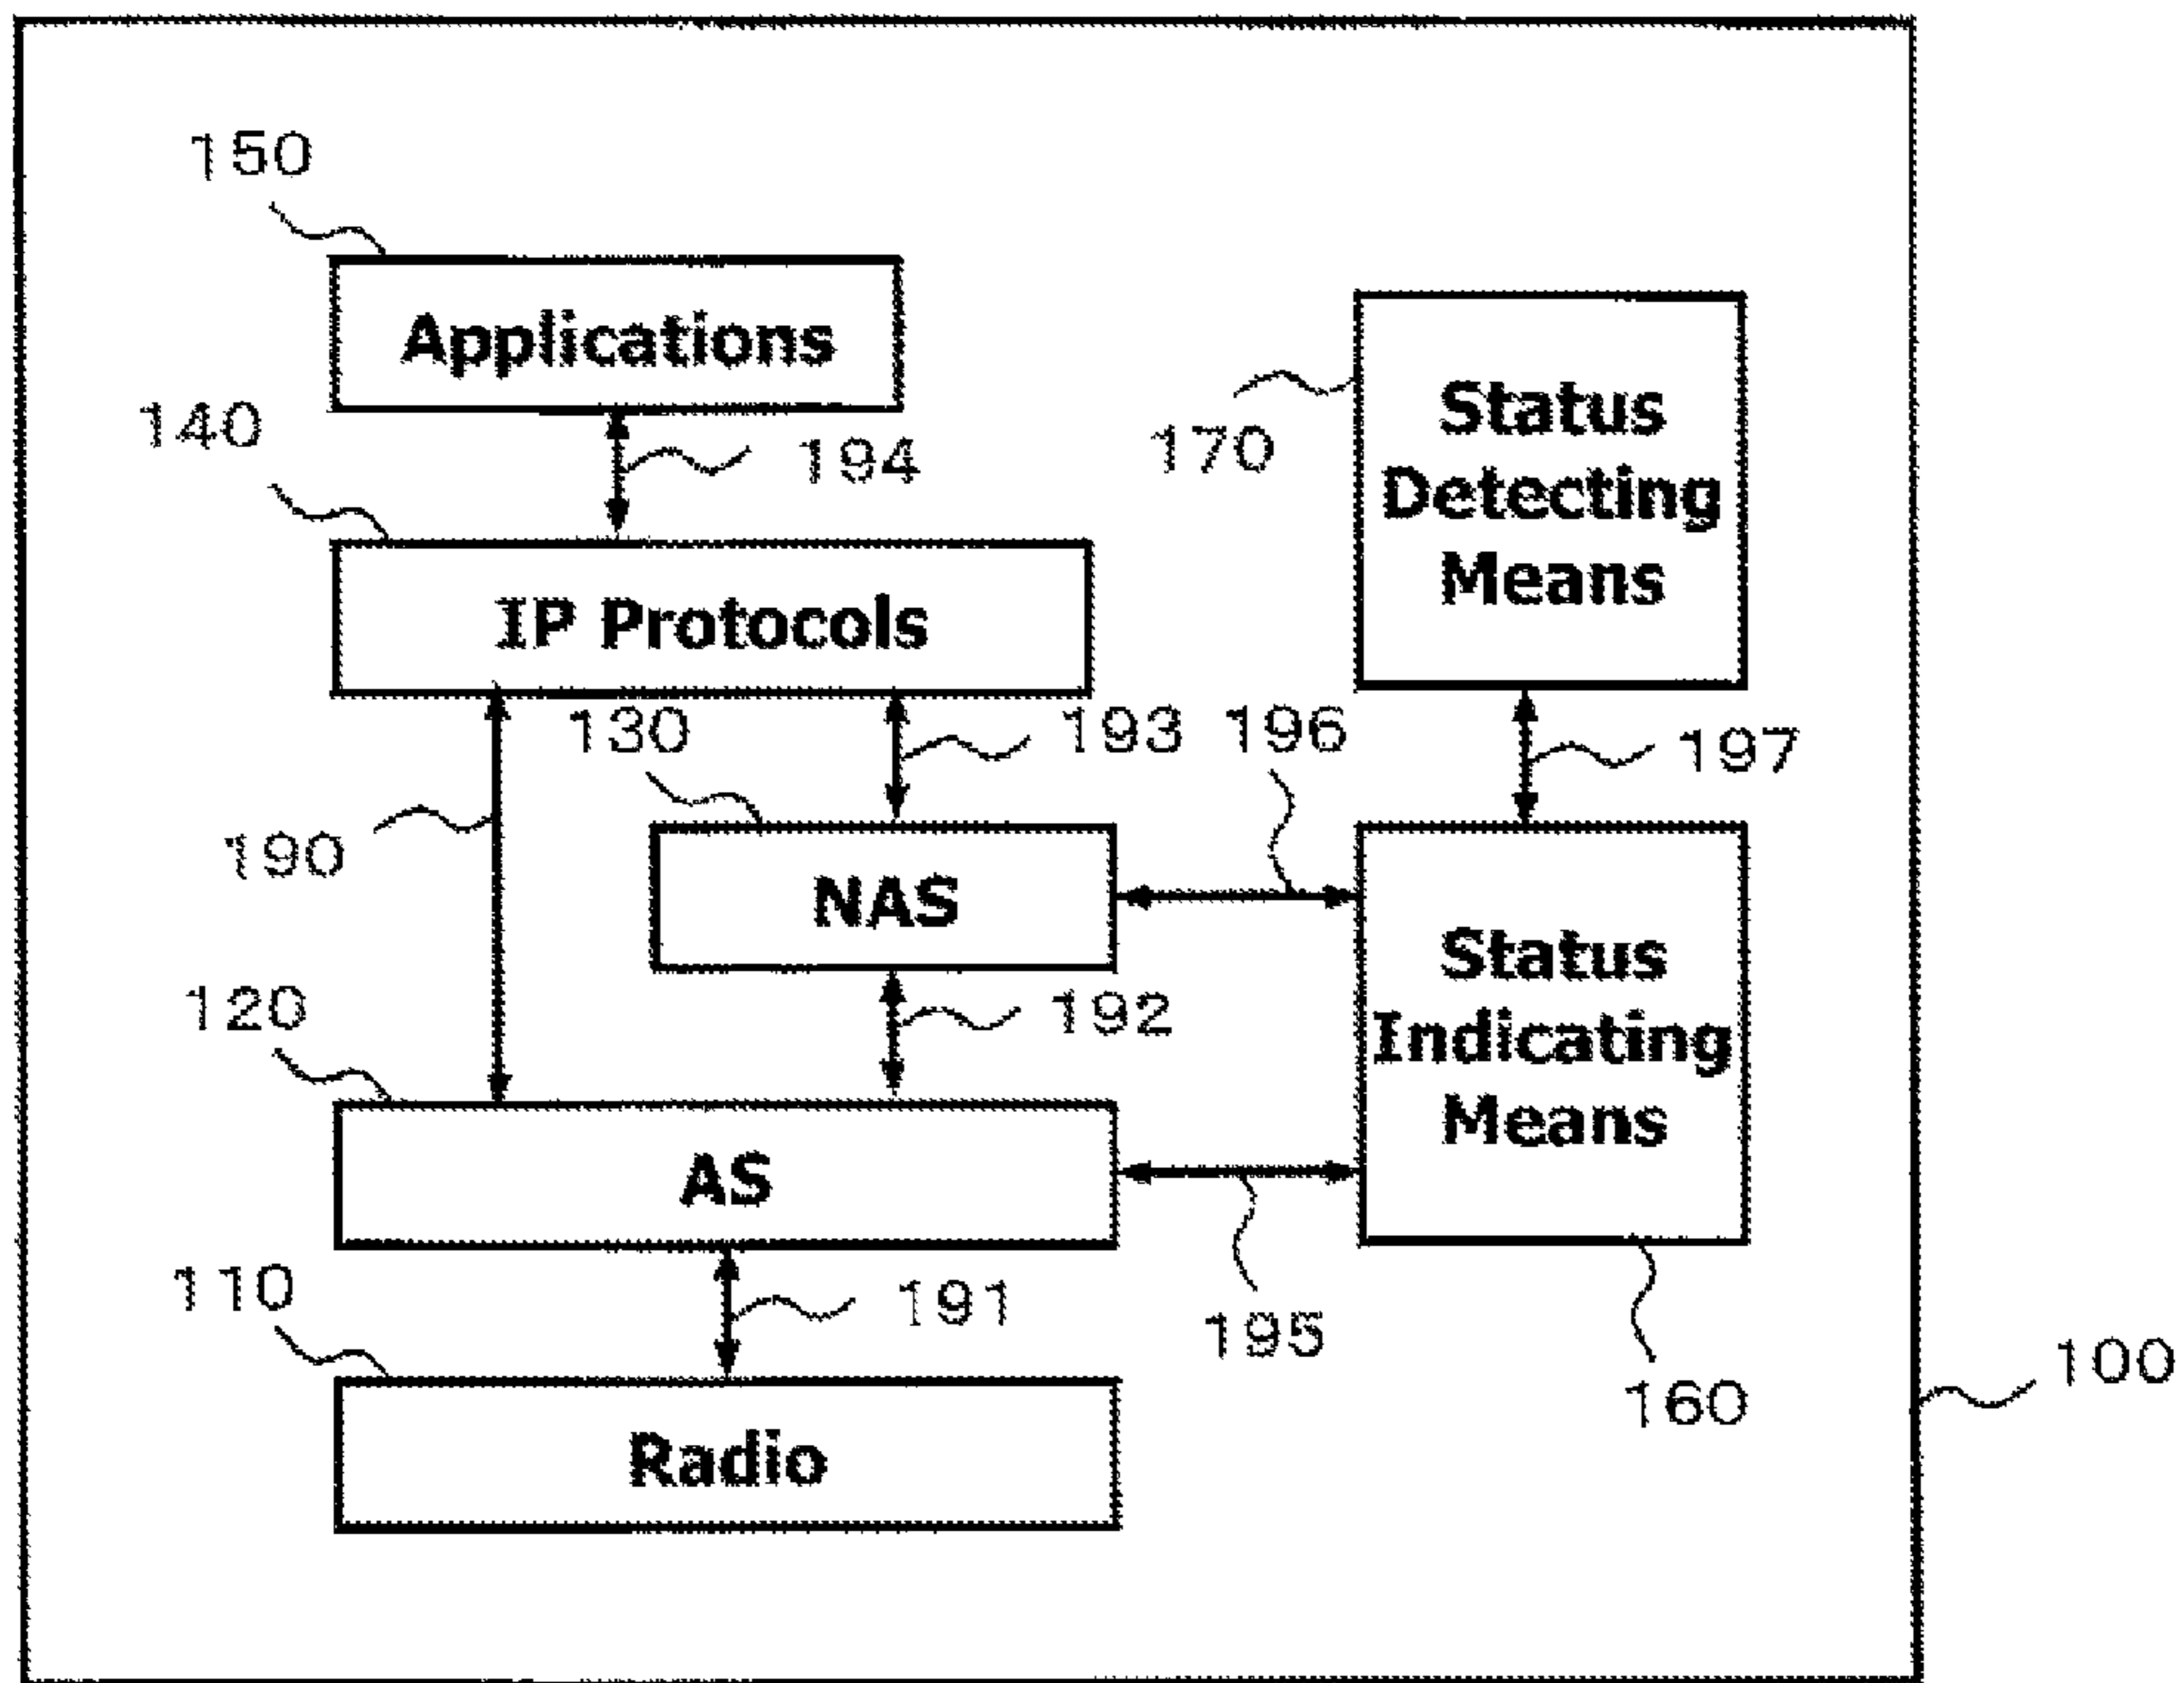 150
Applications
140
194
IP Protocols
170
Status
Detecting
Means
130
193
196
197
190
NAS
120
192
Status
Indicating
Means
AS
110
191
195
160
100
Radio